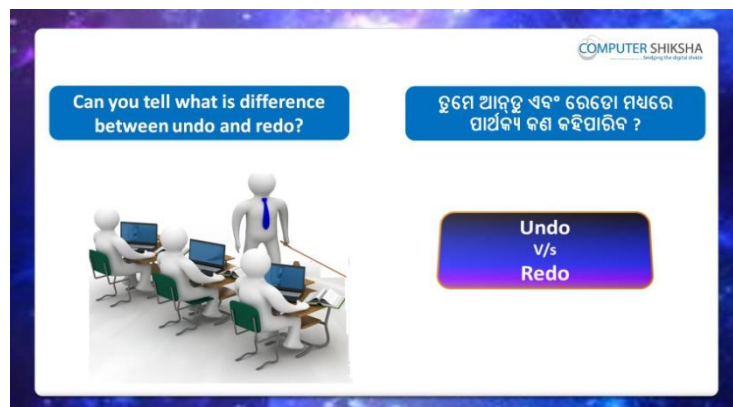 COMPUTER SHIKSHA
bridging the digital divide
Can you tell what is difference
between undo and redo?
ତୁମେ ଆନ୍‌ଡୁ ଏବଂ ରେଡୋ ମଧ୍ୟରେ
ପାର୍ଥକ୍ୟ କଣ କହିପାରିବ ?
Undo
V/s
Redo